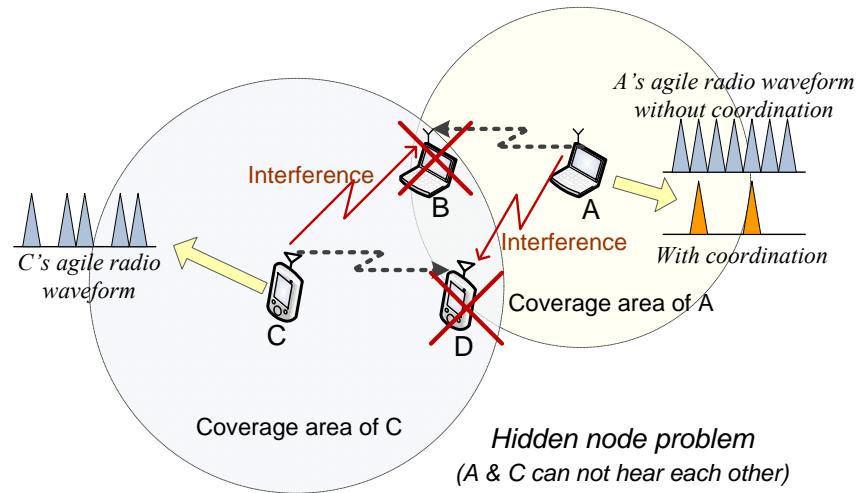 A's agile radio waveform
without coordination
Interference
B
A
Interference
With coordination
C's agile radio
waveform
C
D
Coverage area of A
Coverage area of C
Hidden node problem
(A & C can not hear each other)